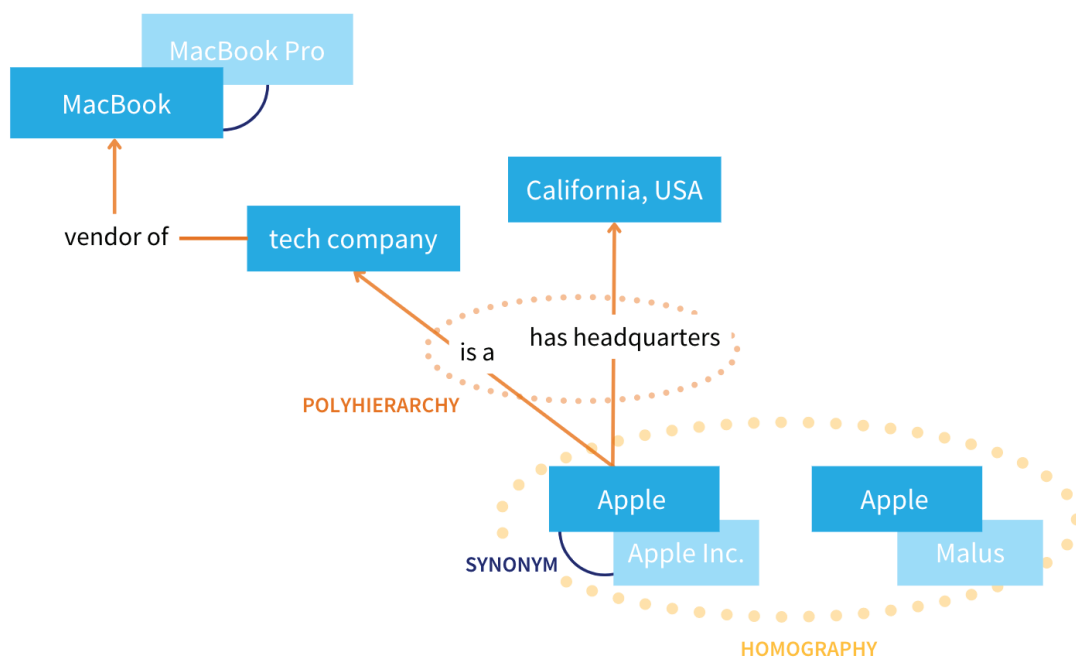 MacBook Pro
MacBook
California, USA
vendor of
tech company
has headquarters
is a
POLYHIERARCHY
Apple
Apple
SYNONYM
Apple Inc.
Malus
HOMOGRAPHY